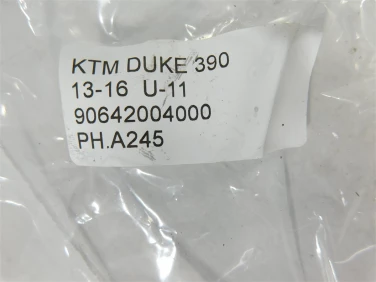 KTM DUKE 390
13-16 U-11
90642004000
PH.A245